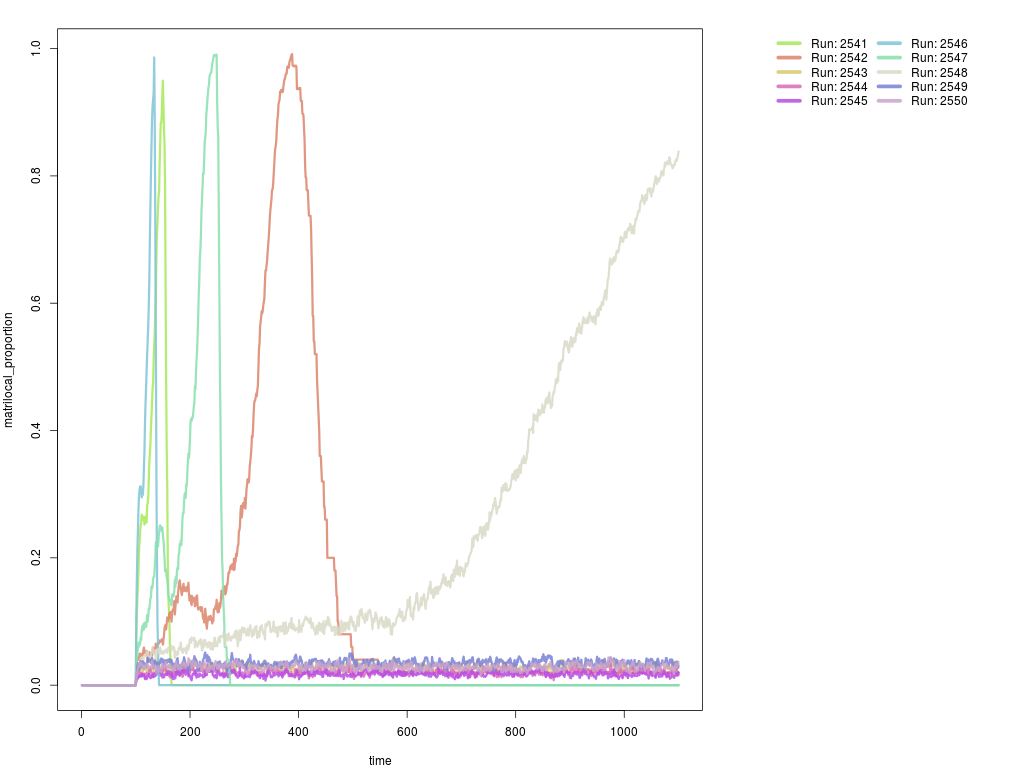 Run: 2541
Run: 2542
Run: 2543
Run: 2544
Run: 2545
Run: 2546
Run: 2547
Run: 2548
Run: 2549
Run: 2550
1.0
0.8
0.6
0.4
0.2
0.0
matrilocal_proportion
0 200 400 600 800 1000
time